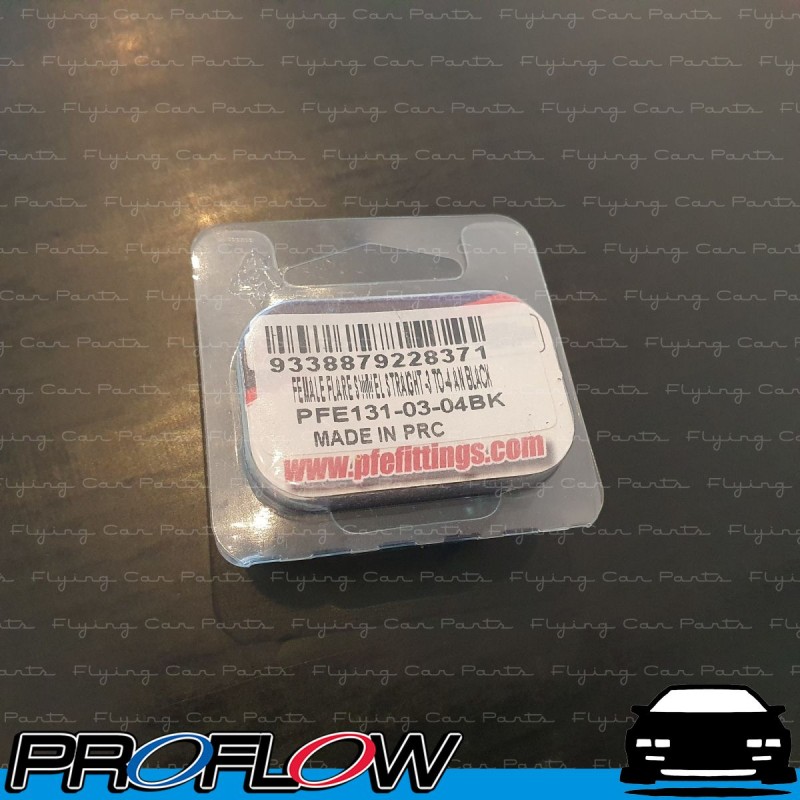 Flying Car Parts
9338879228371
FEMALE FLARE SWIVEL STRAIGHT -3 TO -4 AN BLACK
PFE131-03-04BK
MADE IN PRC
www.pfefittings.com
PROFLOW